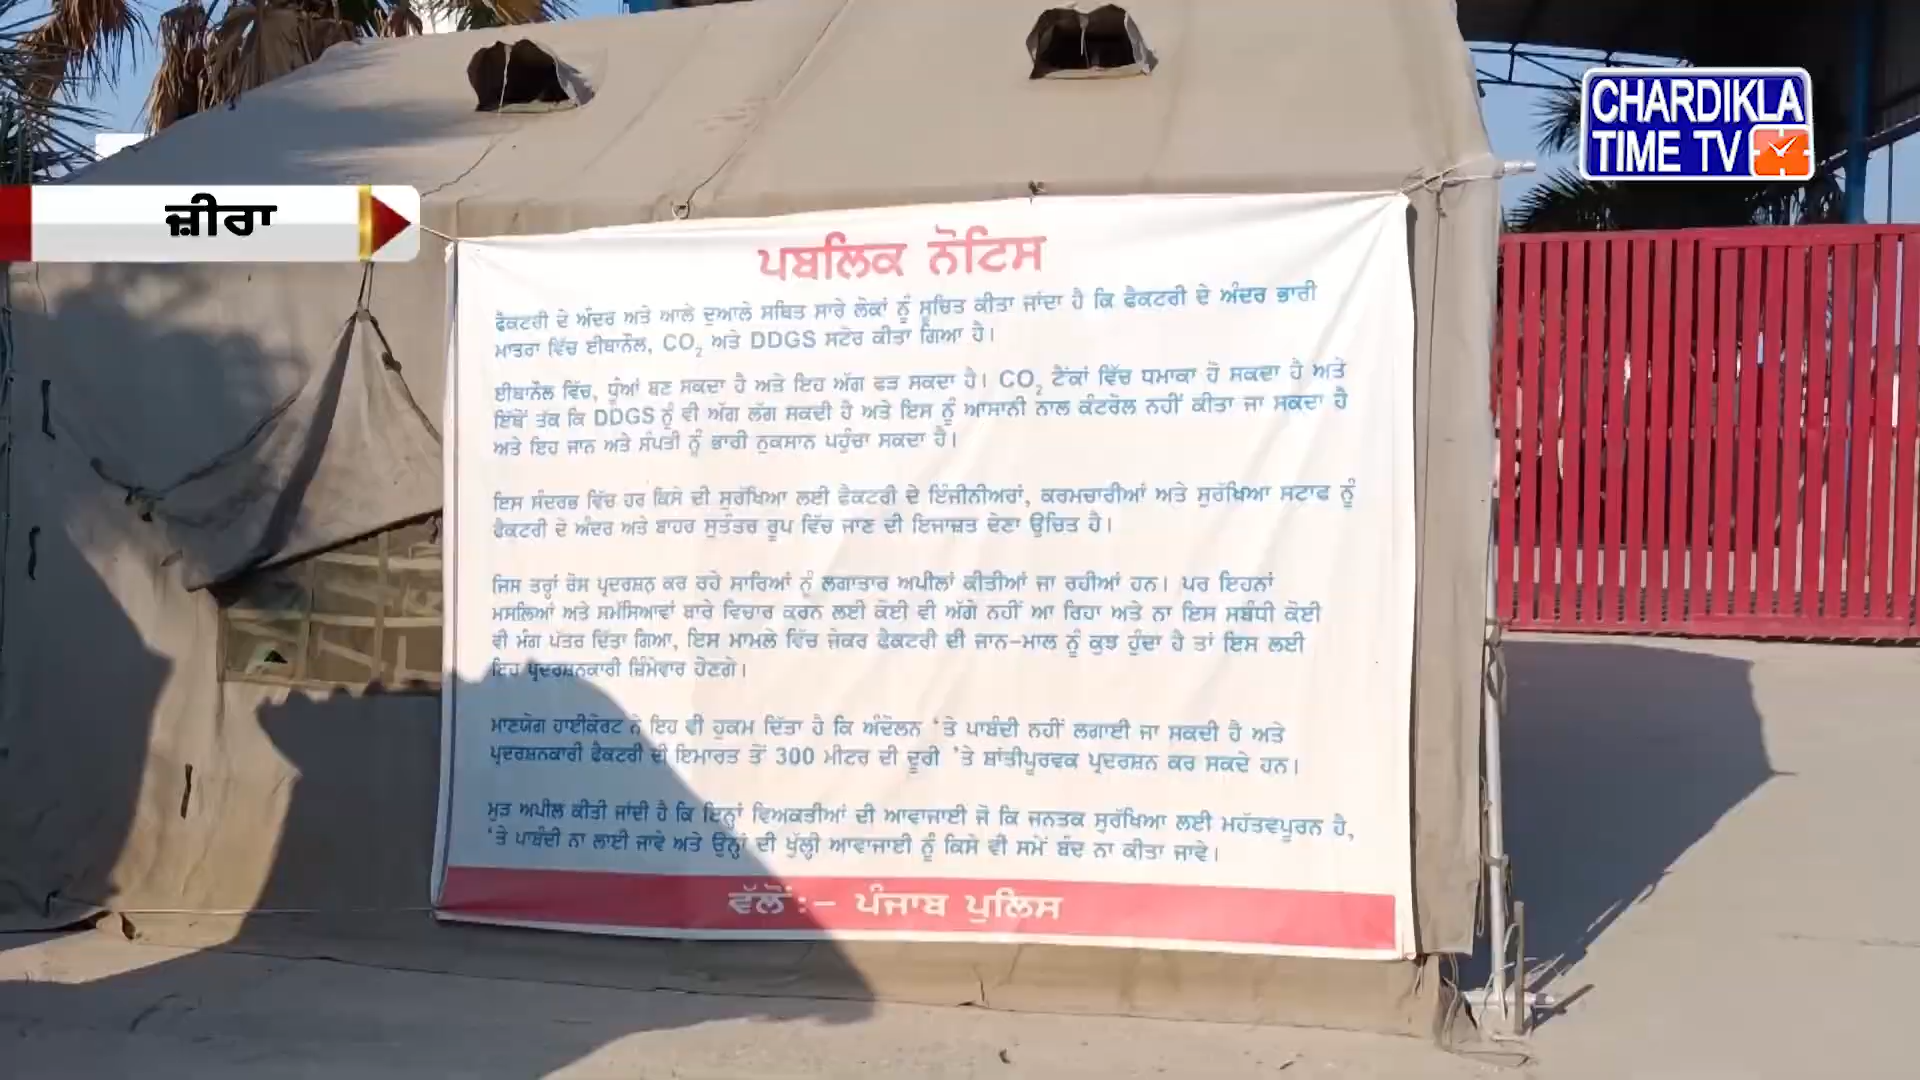 CHARDIKLA
TIME TV
ਜ਼ੀਰਾ
ਪਬਲਿਕ ਨੋਟਿਸ
ਫੈਕਟਰੀ ਦੇ ਅੰਦਰ ਅਤੇ ਆਲੇ ਦੁਆਲੇ ਸਥਿਤ ਸਾਰੇ ਲੋਕਾਂ ਨੂੰ ਸੂਚਿਤ ਕੀਤਾ ਜਾਂਦਾ ਹੈ ਕਿ ਫੈਕਟਰੀ ਦੇ ਅੰਦਰ ਭਾਰੀ
ਮਾਤਰਾ ਵਿੱਚ ਈਥਾਨੌਲ, CO₂ ਅਤੇ DDGS ਸਟੋਰ ਕੀਤਾ ਗਿਆ ਹੈ।
ਈਥਾਨੌਲ ਵਿੱਚ, ਧੂੰਆਂ ਬਣ ਸਕਦਾ ਹੈ ਅਤੇ ਇਹ ਅੱਗ ਫੜ ਸਕਦਾ ਹੈ। CO₂ ਟੈਂਕਾਂ ਵਿੱਚ ਧਮਾਕਾ ਹੋ ਸਕਦਾ ਹੈ ਅਤੇ
ਇੱਥੋਂ ਤੱਕ ਕਿ DDGS ਨੂੰ ਵੀ ਅੱਗ ਲੱਗ ਸਕਦੀ ਹੈ ਅਤੇ ਇਸ ਨੂੰ ਆਸਾਨੀ ਨਾਲ ਕੰਟਰੋਲ ਨਹੀਂ ਕੀਤਾ ਜਾ ਸਕਦਾ ਹੈ
ਅਤੇ ਇਹ ਜਾਨ ਅਤੇ ਸੰਪਤੀ ਨੂੰ ਭਾਰੀ ਨੁਕਸਾਨ ਪਹੁੰਚਾ ਸਕਦਾ ਹੈ।
ਇਸ ਸੰਦਰਭ ਵਿੱਚ ਹਰ ਕਿਸੇ ਦੀ ਸੁਰੱਖਿਆ ਲਈ ਫੈਕਟਰੀ ਦੇ ਇੰਜੀਨੀਅਰਾਂ, ਕਰਮਚਾਰੀਆਂ ਅਤੇ ਸੁਰੱਖਿਆ ਸਟਾਫ ਨੂੰ
ਫੈਕਟਰੀ ਦੇ ਅੰਦਰ ਅਤੇ ਬਾਹਰ ਸੁਤੰਤਰ ਰੂਪ ਵਿੱਚ ਜਾਣ ਦੀ ਇਜਾਜ਼ਤ ਦੇਣਾ ਉਚਿਤ ਹੈ।
ਜਿਸ ਤਰ੍ਹਾਂ ਰੋਸ ਪ੍ਰਦਰਸ਼ਨ ਕਰ ਰਹੇ ਸਾਰਿਆਂ ਨੂੰ ਲਗਾਤਾਰ ਅਪੀਲਾਂ ਕੀਤੀਆਂ ਜਾ ਰਹੀਆਂ ਹਨ। ਪਰ ਇਹਨਾਂ
ਮਸਲਿਆਂ ਅਤੇ ਸਮੱਸਿਆਵਾਂ ਬਾਰੇ ਵਿਚਾਰ ਕਰਨ ਲਈ ਕੋਈ ਵੀ ਅੱਗੇ ਨਹੀਂ ਆ ਰਿਹਾ ਅਤੇ ਨਾ ਇਸ ਸਬੰਧੀ ਕੋਈ
ਵੀ ਮੰਗ ਪੱਤਰ ਦਿੱਤਾ ਗਿਆ, ਇਸ ਮਾਮਲੇ ਵਿੱਚ ਜੇਕਰ ਫੈਕਟਰੀ ਦੀ ਜਾਨ-ਮਾਲ ਨੂੰ ਕੁਝ ਹੁੰਦਾ ਹੈ ਤਾਂ ਇਸ ਲਈ
ਇਹ ਪ੍ਰਦਰਸ਼ਨਕਾਰੀ ਜ਼ਿੰਮੇਵਾਰ ਹੋਣਗੇ।
ਮਾਣਯੋਗ ਹਾਈਕੋਰਟ ਨੇ ਇਹ ਵੀ ਹੁਕਮ ਦਿੱਤਾ ਹੈ ਕਿ ਅੰਦੋਲਨ 'ਤੇ ਪਾਬੰਦੀ ਨਹੀਂ ਲਗਾਈ ਜਾ ਸਕਦੀ ਹੈ ਅਤੇ
ਪ੍ਰਦਰਸ਼ਨਕਾਰੀ ਫੈਕਟਰੀ ਦੀ ਇਮਾਰਤ ਤੋਂ 300 ਮੀਟਰ ਦੀ ਦੂਰੀ 'ਤੇ ਸ਼ਾਂਤੀਪੂਰਵਕ ਪ੍ਰਦਰਸ਼ਨ ਕਰ ਸਕਦੇ ਹਨ।
ਮੁੜ ਅਪੀਲ ਕੀਤੀ ਜਾਂਦੀ ਹੈ ਕਿ ਇਨ੍ਹਾਂ ਵਿਅਕਤੀਆਂ ਦੀ ਆਵਾਜਾਈ ਜੋ ਕਿ ਜਨਤਕ ਸੁਰੱਖਿਆ ਲਈ ਮਹੱਤਵਪੂਰਨ ਹੈ,
'ਤੇ ਪਾਬੰਦੀ ਨਾ ਲਾਈ ਜਾਵੇ ਅਤੇ ਉਨ੍ਹਾਂ ਦੀ ਖੁੱਲ੍ਹੀ ਆਵਾਜਾਈ ਨੂੰ ਕਿਸੇ ਵੀ ਸਮੇਂ ਬੰਦ ਨਾ ਕੀਤਾ ਜਾਵੇ।
ਵੱਲੋਂ :- ਪੰਜਾਬ ਪੁਲਿਸ